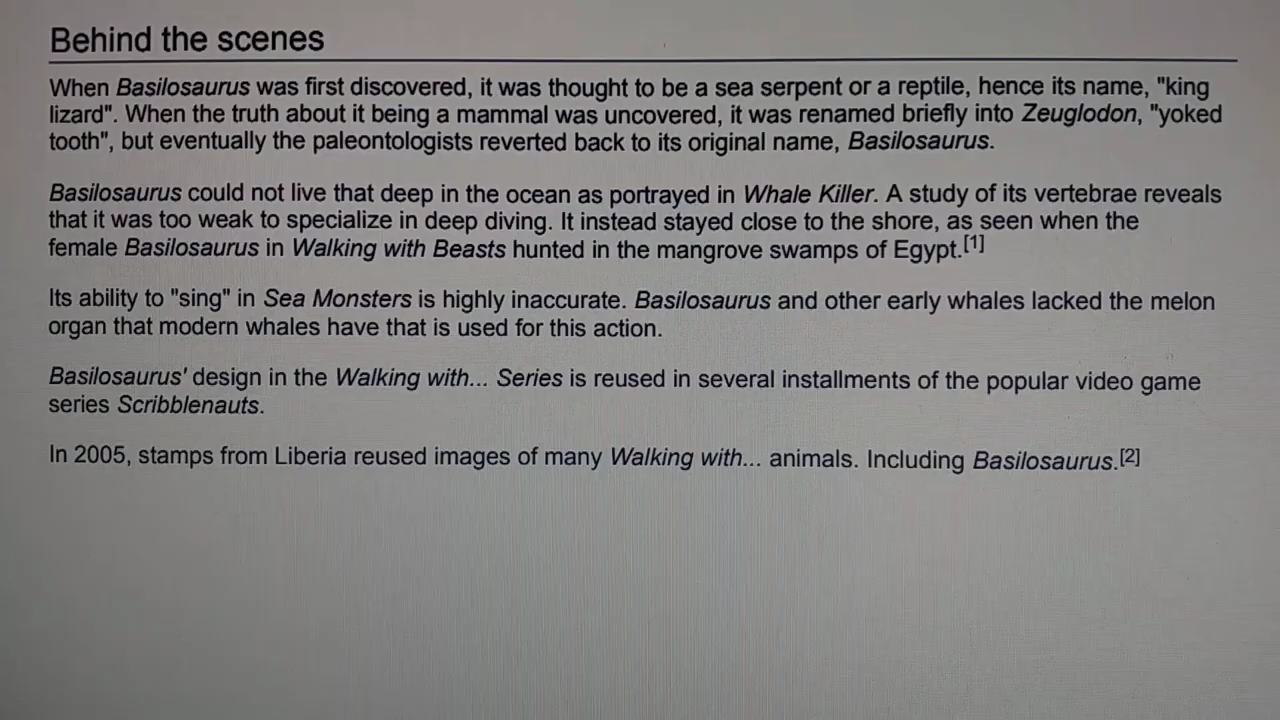 Behind the scenes
When Basilosaurus was first discovered, it was thought to be a sea serpent or a reptile, hence its name, "king
lizard". When the truth about it being a mammal was uncovered, it was renamed briefly into Zeuglodon, "yoked
tooth", but eventually the paleontologists reverted back to its original name, Basilosaurus.
Basilosaurus could not live that deep in the ocean as portrayed in Whale Killer. A study of its vertebrae reveals
that it was too weak to specialize in deep diving. It instead stayed close to the shore, as seen when the
female Basilosaurus in Walking with Beasts hunted in the mangrove swamps of Egypt.[1]
Its ability to "sing" in Sea Monsters is highly inaccurate. Basilosaurus and other early whales lacked the melon
organ that modern whales have that is used for this action.
Basilosaurus' design in the Walking with... Series is reused in several installments of the popular video game
series Scribblenauts.
In 2005, stamps from Liberia reused images of many Walking with... animals. Including Basilosaurus.[2]